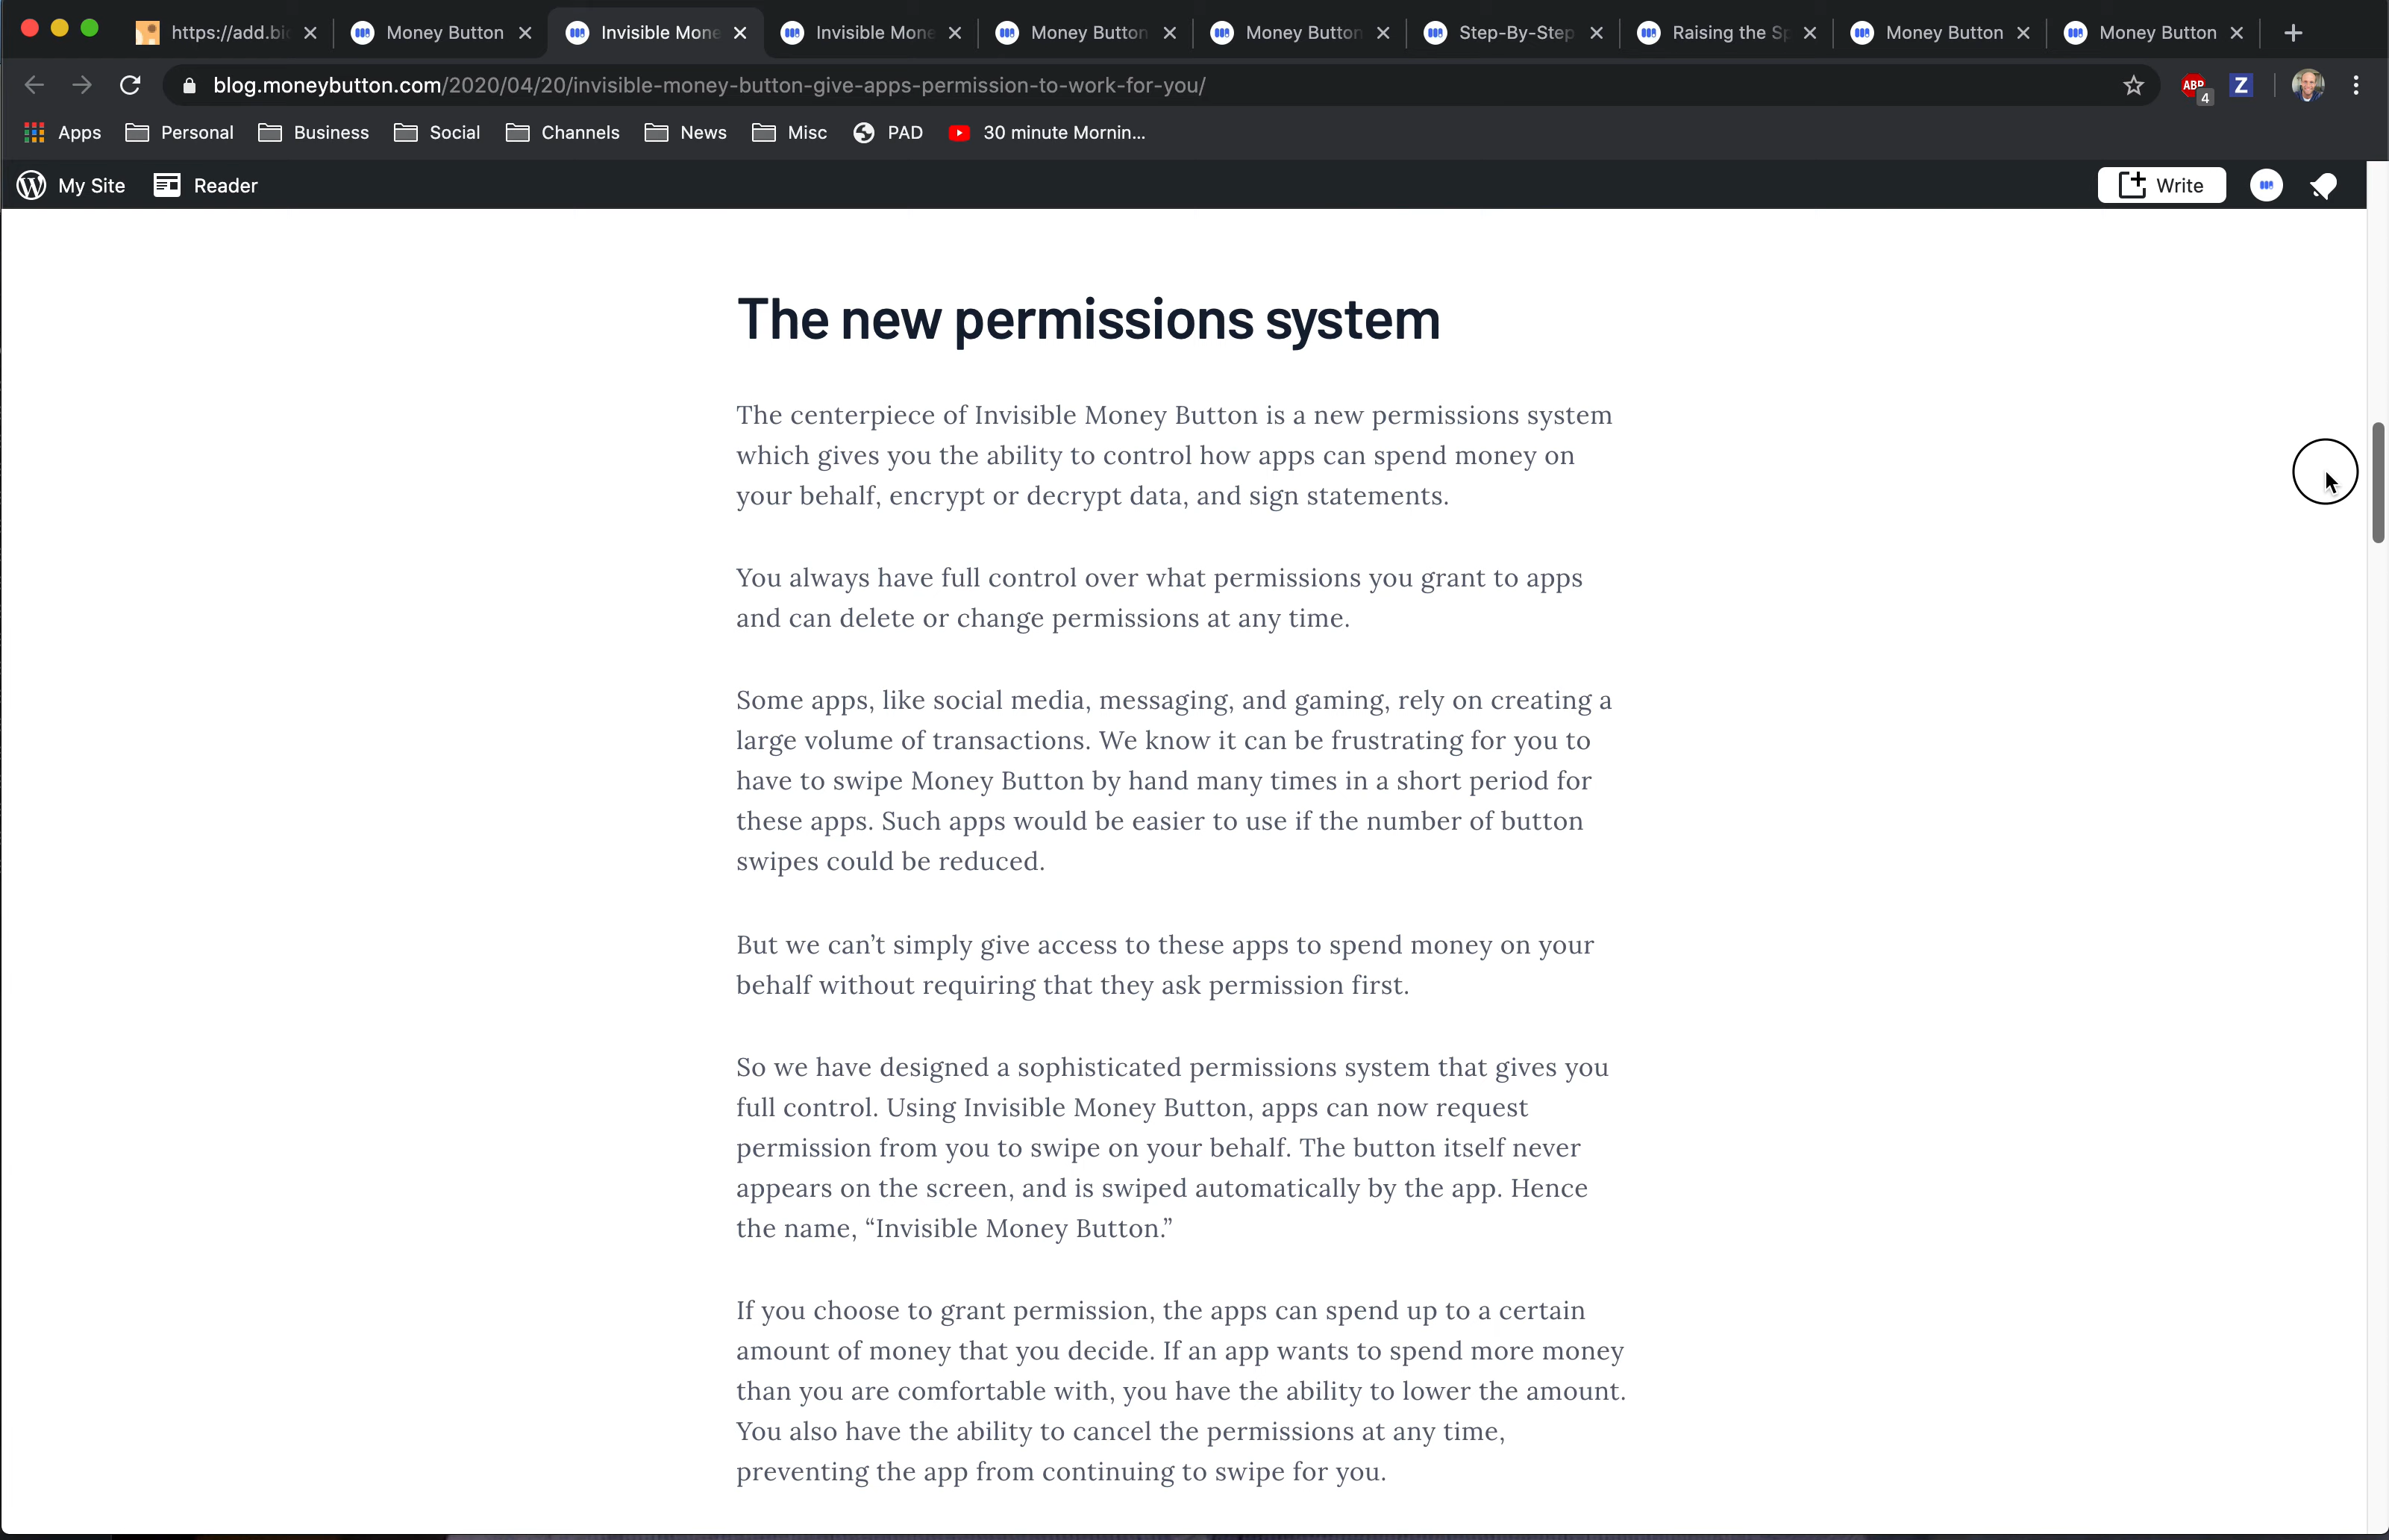 https://add.bi
Money Button
Invisible Mone
Invisible Mone
Money Button
Money Button
Step-By-Step
Raising the Sp
Money Button
Money Button
blog.moneybutton.com/2020/04/20/invisible-money-button-give-apps-permission-to-work-for-you/
ABP
4
Z
Apps
Personal
Business
Social
Channels
News
Misc
PAD
30 minute Mornin...
My Site
Reader
Write
The new permissions system
The centerpiece of Invisible Money Button is a new permissions system
which gives you the ability to control how apps can spend money on
your behalf, encrypt or decrypt data, and sign statements.
You always have full control over what permissions you grant to apps
and can delete or change permissions at any time.
Some apps, like social media, messaging, and gaming, rely on creating a
large volume of transactions. We know it can be frustrating for you to
have to swipe Money Button by hand many times in a short period for
these apps. Such apps would be easier to use if the number of button
swipes could be reduced.
But we can’t simply give access to these apps to spend money on your
behalf without requiring that they ask permission first.
So we have designed a sophisticated permissions system that gives you
full control. Using Invisible Money Button, apps can now request
permission from you to swipe on your behalf. The button itself never
appears on the screen, and is swiped automatically by the app. Hence
the name, “Invisible Money Button.”
If you choose to grant permission, the apps can spend up to a certain
amount of money that you decide. If an app wants to spend more money
than you are comfortable with, you have the ability to lower the amount.
You also have the ability to cancel the permissions at any time,
preventing the app from continuing to swipe for you.